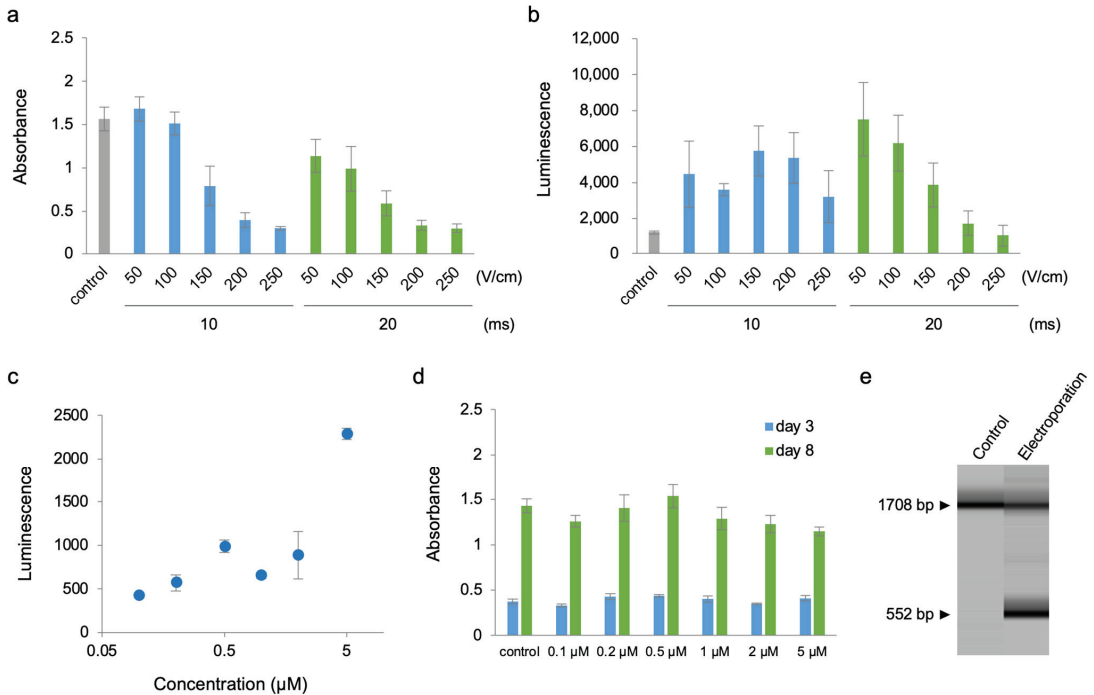 a
2.5
2
1.5
1
0.5
0
Absorbance
control
50
100
150
200
250
50
100
150
200
250
(V/cm)
10
20
(ms)
b
12,000
10,000
8,000
6,000
4,000
2,000
0
Luminescence
control
50
100
150
200
250
50
100
150
200
250
(V/cm)
10
20
(ms)
c
2500
2000
1500
1000
500
0
Luminescence
0.05
0.5
5
Concentration (µM)
d
2.5
2
1.5
1
0.5
0
Absorbance
day 3
day 8
control
0.1 µM
0.2 µM
0.5 µM
1 µM
2 µM
5 µM
e
Control
Electroporation
1708 bp
552 bp